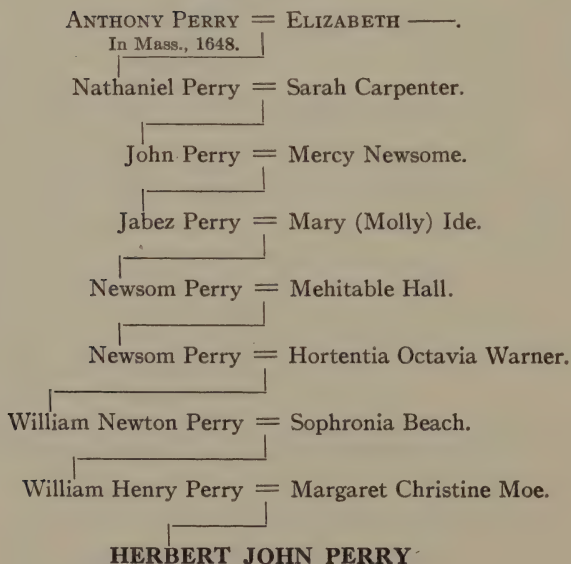 ANTHONY PERRY = ELIZABETH ——.
In Mass., 1648.
Nathaniel Perry = Sarah Carpenter.
John Perry = Mercy Newsome.
Jabez Perry = Mary (Molly) Ide.
Newsom Perry = Mehitable Hall.
Newsom Perry = Hortentia Octavia Warner.
William Newton Perry = Sophronia Beach.
William Henry Perry = Margaret Christine Moe.
HERBERT JOHN PERRY